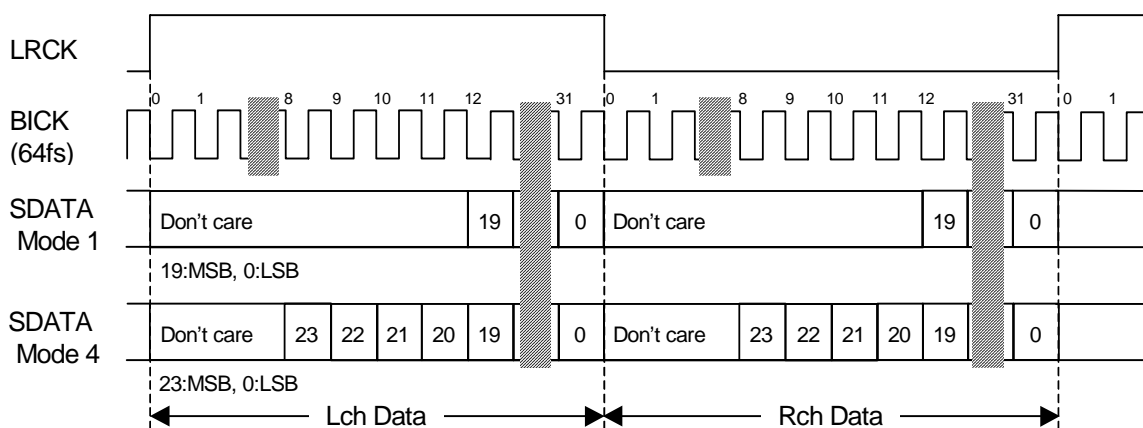 LRCK
0 1 8 9 10 11 12 31 0 1 8 9 10 11 12 31 0 1
BICK
(64fs)
SDATA
Mode 1
Don't care 19 0 Don't care 19 0
19:MSB, 0:LSB
SDATA
Mode 4
Don't care 23 22 21 20 19 0 Don't care 23 22 21 20 19 0
23:MSB, 0:LSB
Lch Data Rch Data